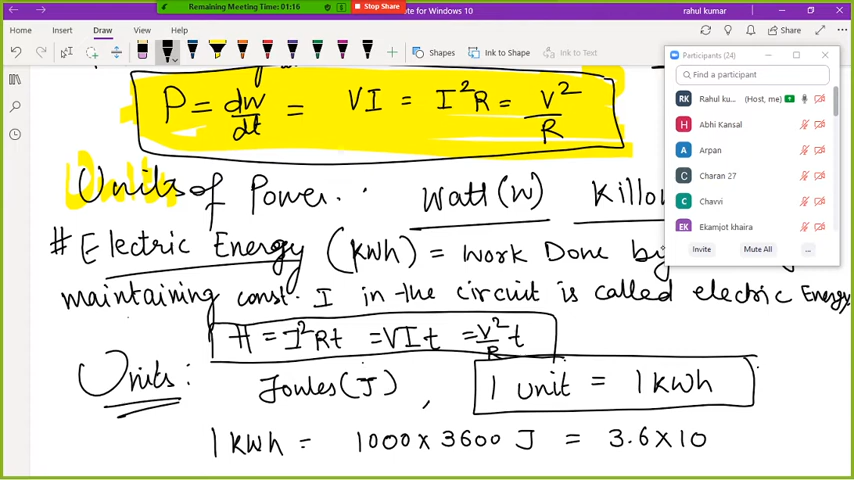 Remaining Meeting Time: 01:16
Stop Share
ote for Windows 10
rahul kumar
Home Insert Draw View Help
Share
Shapes Ink to Shape Ink to Text
Participants (24)
Find a participant
Rahul ku... (Host, me)
Abhi Kansal
Arpan
Charan 27
Chavvi
Ekamjot khaira
Invite Mute All ...
P = dw/dt = VI = I²R = V²/R
Units of Power : Watt (W) Killow
# Electric Energy (KWh) = Work Done by
maintaining const. I in the circuit is called electric Energy
H = I²Rt = VIt = V²/R t
Units : Joules (J) , 1 unit = 1 KWh
1 KWh = 1000 x 3600 J = 3.6 X 10